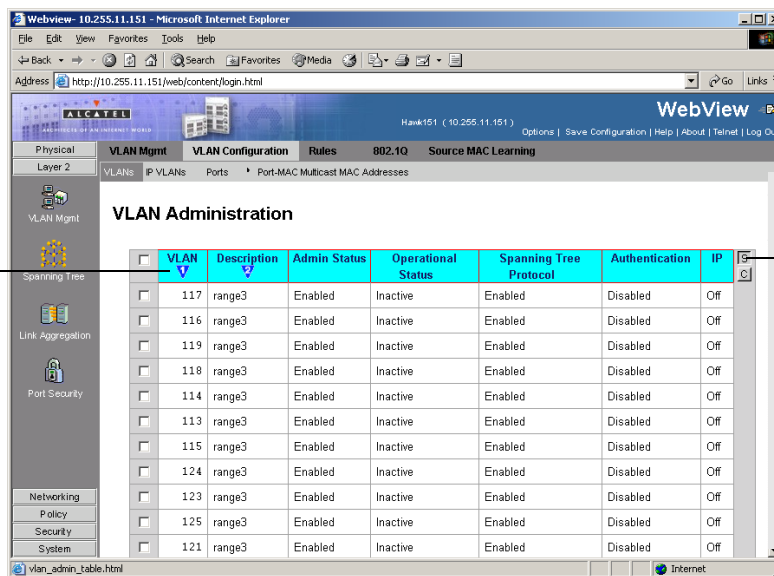 Webview- 10.255.11.151 - Microsoft Internet Explorer
File Edit View Favorites Tools Help
Back Search Favorites Media
Address http://10.255.11.151/web/content/login.html Go Links
ALCATEL
ARCHITECTS OF AN INTERNET WORLD
Hawk151 ( 10.255.11.151 )
WebView
Options | Save Configuration | Help | About | Telnet | Log Ou
Physical VLAN Mgmt VLAN Configuration Rules 802.1Q Source MAC Learning
Layer 2 VLANs IP VLANs Ports Port-MAC Multicast MAC Addresses
VLAN Mgmt
Spanning Tree
Link Aggregation
Port Security
Networking
Policy
Security
System
VLAN Administration
VLAN 1 Description 2 Admin Status Operational Status Spanning Tree Protocol Authentication IP S
C
117 range3 Enabled Inactive Enabled Disabled Off
116 range3 Enabled Inactive Enabled Disabled Off
119 range3 Enabled Inactive Enabled Disabled Off
118 range3 Enabled Inactive Enabled Disabled Off
114 range3 Enabled Inactive Enabled Disabled Off
113 range3 Enabled Inactive Enabled Disabled Off
115 range3 Enabled Inactive Enabled Disabled Off
124 range3 Enabled Inactive Enabled Disabled Off
123 range3 Enabled Inactive Enabled Disabled Off
125 range3 Enabled Inactive Enabled Disabled Off
121 range3 Enabled Inactive Enabled Disabled Off
vlan_admin_table.html Internet